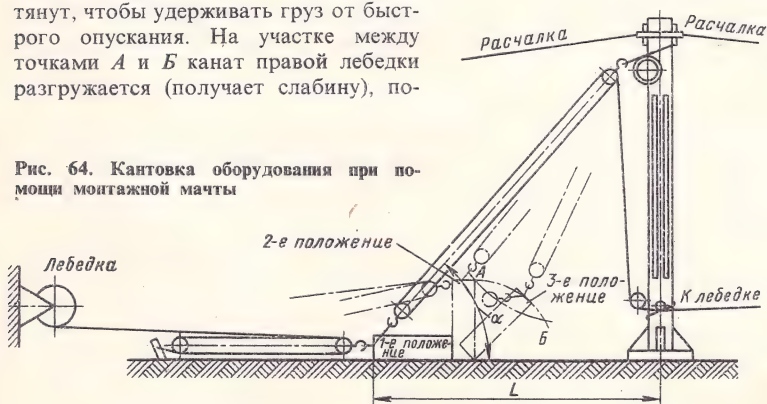 тянут, чтобы удерживать груз от быст-
рого опускания. На участке между
точками А и Б канат правой лебедки
разгружается (получает слабину), по-
Рис. 64. Кантовка оборудования при по-
мощи монтажной мачты
Расчалка
Расчалка
2-е положение
Лебедка
А
3-е поло-
жение
α
Б
К лебедке
1-е положе-
ние
L